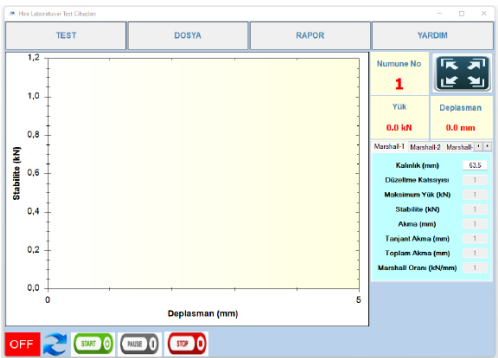 Hira Laboratuvar Test Cihazları
TEST DOSYA RAPOR YARDIM
Numune No
1
Yük Deplasman
0.0 kN 0.0 mm
Marshall-1 Marshall-2 Marshall-
Kalınlık (mm) 63.5
Düzeltme Katsayısı 1
Maksimum Yük (kN) 1
Stabilite (kN) 1
Akma (mm) 1
Tanjant Akma (mm) 1
Toplam Akma (mm) 1
Marshall Oranı (kN/mm) 1
Stabilite (kN)
1,2
1,0
0,8
0,6
0,4
0,2
0,0
0 5
Deplasman (mm)
OFF START PAUSE STOP